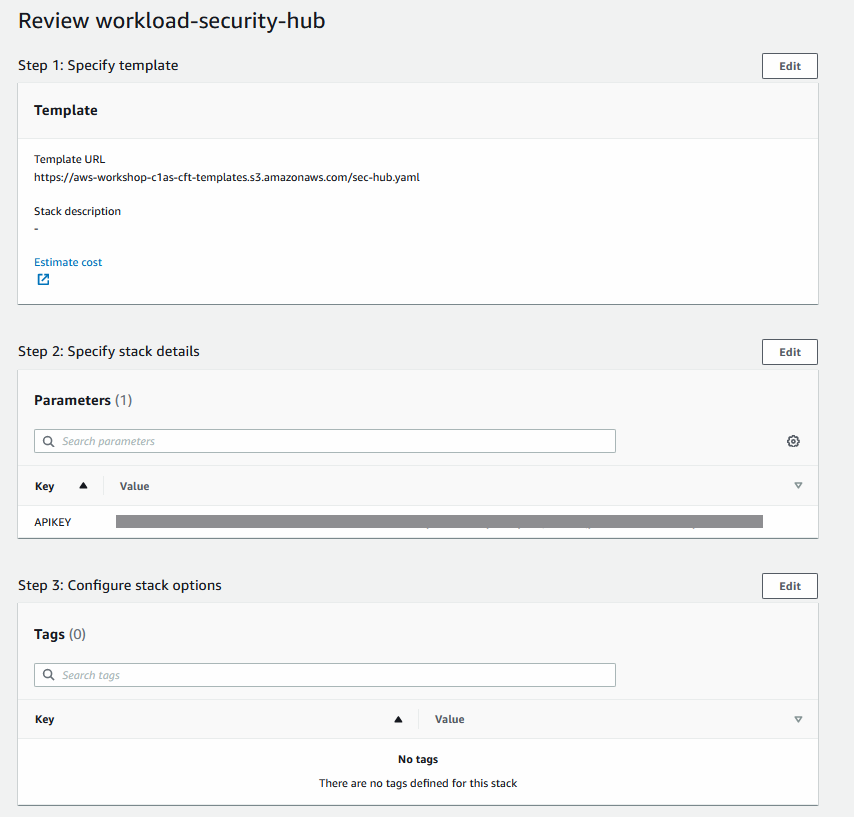 Review workload-security-hub
Step 1: Specify template
Edit
Template
Template URL
https://aws-workshop-c1as-cft-templates.s3.amazonaws.com/sec-hub.yaml
Stack description
-
Estimate cost
Step 2: Specify stack details
Edit
Parameters (1)
Search parameters
Key Value
APIKEY
Step 3: Configure stack options
Edit
Tags (0)
Search tags
Key Value
No tags
There are no tags defined for this stack